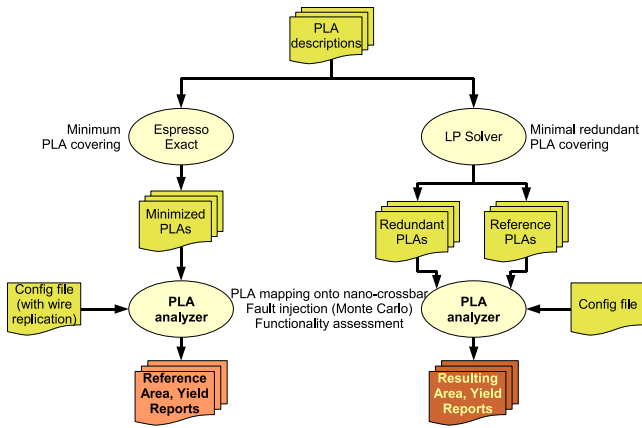 PLA
descriptions
Minimum
PLA covering
Espresso
Exact
LP Solver
Minimal redundant
PLA covering
Minimized
PLAs
Redundant
PLAs
Reference
PLAs
Config file
(with wire
replication)
PLA
analyzer
PLA mapping onto nano-crossbar
Fault injection (Monte Carlo)
Functionality assessment
PLA
analyzer
Config file
Reference
Area, Yield
Reports
Resulting
Area, Yield
Reports